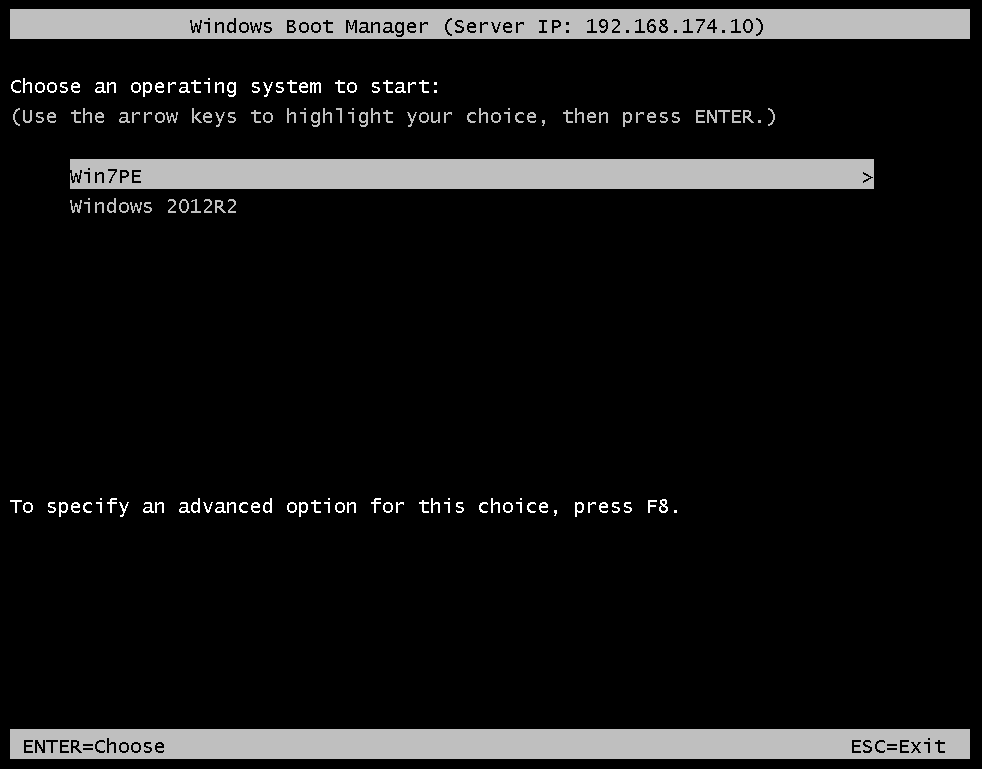 Windows Boot Manager (Server IP: 192.168.174.10)
Choose an operating system to start:
(Use the arrow keys to highlight your choice, then press ENTER.)
Win7PE >
Windows 2012R2
To specify an advanced option for this choice, press F8.
ENTER=Choose ESC=Exit